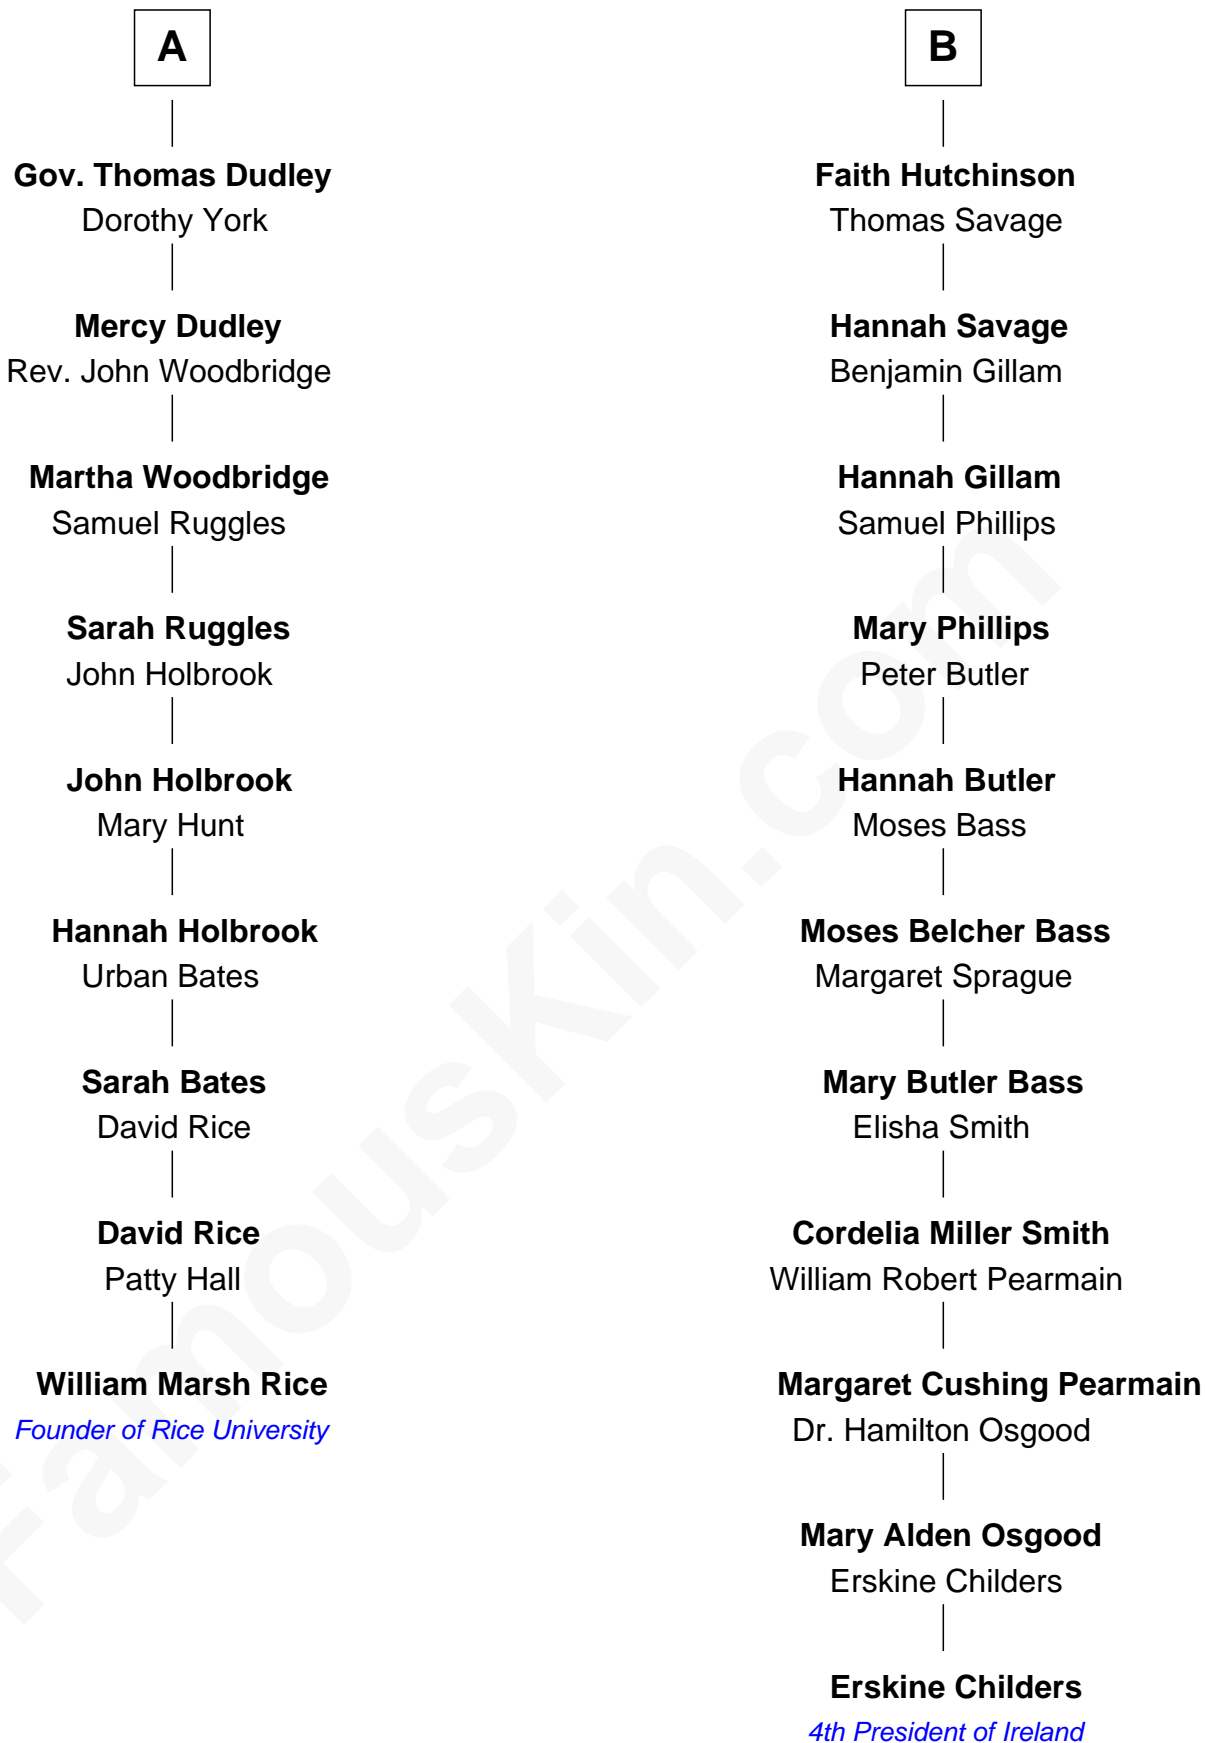 A
Gov. Thomas Dudley
Dorothy York
Mercy Dudley
Rev. John Woodbridge
Martha Woodbridge
Samuel Ruggles
Sarah Ruggles
John Holbrook
John Holbrook
Mary Hunt
Hannah Holbrook
Urban Bates
Sarah Bates
David Rice
David Rice
Patty Hall
William Marsh Rice
Founder of Rice University
B
Faith Hutchinson
Thomas Savage
Hannah Savage
Benjamin Gillam
Hannah Gillam
Samuel Phillips
Mary Phillips
Peter Butler
Hannah Butler
Moses Bass
Moses Belcher Bass
Margaret Sprague
Mary Butler Bass
Elisha Smith
Cordelia Miller Smith
William Robert Pearmain
Margaret Cushing Pearmain
Dr. Hamilton Osgood
Mary Alden Osgood
Erskine Childers
Erskine Childers
4th President of Ireland
FamousKin.com